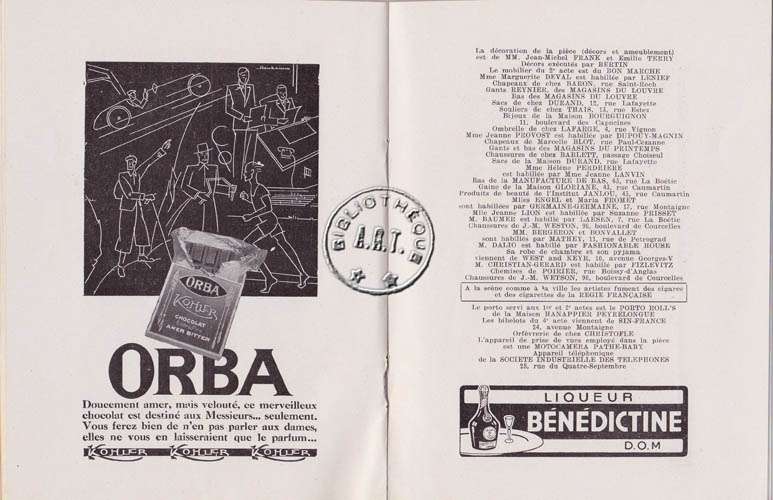 ORBA
KOHLER
CHOCOLAT
AMER BITTER
ORBA
Doucement amer, mais velouté, ce merveilleux
chocolat est destiné aux Messieurs... seulement.
Vous ferez bien de n'en pas parler aux dames,
elles ne vous en laisseraient que le parfum...
KOHLER KOHLER KOHLER
BIBLIOTHÈQUE
A.R.T.
La décoration de la pièce (décors et ameublement)
est de MM. Jean-Michel FRANK et Emilio TERRY
Décors exécutés par BERTIN
Le mobilier du 2e acte est du BON MARCHE
Mme Marguerite DEVAL est habillée par LENIEF
Chapeaux de chez BARON, rue Saint-Roch
Gants REYNIER, des MAGASINS DU LOUVRE
Bas des MAGASINS DU LOUVRE
Sacs de chez DURAND, 12, rue Lafayette
Souliers de chez THAIS, 13, rue Estex
Bijoux de la Maison BOURGUIGNON
11, boulevard des Capucines
Ombrelle de chez LAFARGE, 4, rue Vignon
Mme Jeanne PROVOST est habillée par DUPOUY-MAGNIN
Chapeaux de Marcelle BLOT, rue Paul-Cézanne
Gants et bas des MAGASINS DU PRINTEMPS
Chaussures de chez BARLETT, passage Choiseul
Sacs de la Maison DURAND, rue Lafayette
Mme Hélène PERDRIERE
est habillée par Mme Jeanne LANVIN
Bas de la MANUFACTURE DE BAS, 63, rue La Boëtie
Gaine de la Maison GLORIANE, 43, rue Caumartin
Produits de beauté de l'Institut JANLOU, 43, rue Caumartin
Mlles ENGEL et Maria FROMET
sont habillées par GERMAINE-GERMAINE, 17, rue Montaigne
Mlle Jeanne LION est habillée par Suzanne PRISSET
M. BAUMER est habillé par LARSEN, 7, rue La Boëtie
Chaussures de J.-M. WESTON, 98, boulevard de Courcelles
MM. BERGERON et BONVALLET
sont habillés par MATHEY, 11, rue de Petrograd
M. DALIO est habillé par FASHIONABLE HOUSE
Sa robe de chambre et son pyjama
viennent de WEST and KEYR, 10, avenue George-V
M. CHRISTIAN-GERARD est habillé par FIZLEVITZ
Chemises de POIRIER, rue Boissy-d'Anglas
Chaussures de J.-M. WETSON, 98, boulevard de Courcelles
A la scène comme à la ville les artistes fument des cigares
et des cigarettes de la REGIE FRANÇAISE
Le porto servi aux 1er et 2e actes est le PORTO ROLL'S
de la Maison HANAPPIER PEYRELONGUE
Les bibelots du 4e acte viennent de SIN-FRANCE
24, avenue Montaigne
Orfèvrerie de chez CHRISTOFLE
L'appareil de prise de vues employé dans la pièce
est une MOTOCAMERA PATHE-BABY
Appareil téléphonique
de la SOCIETE INDUSTRIELLE DES TELEPHONES
25, rue du Quatre-Septembre
LIQUEUR
BÉNÉDICTINE
D.O.M